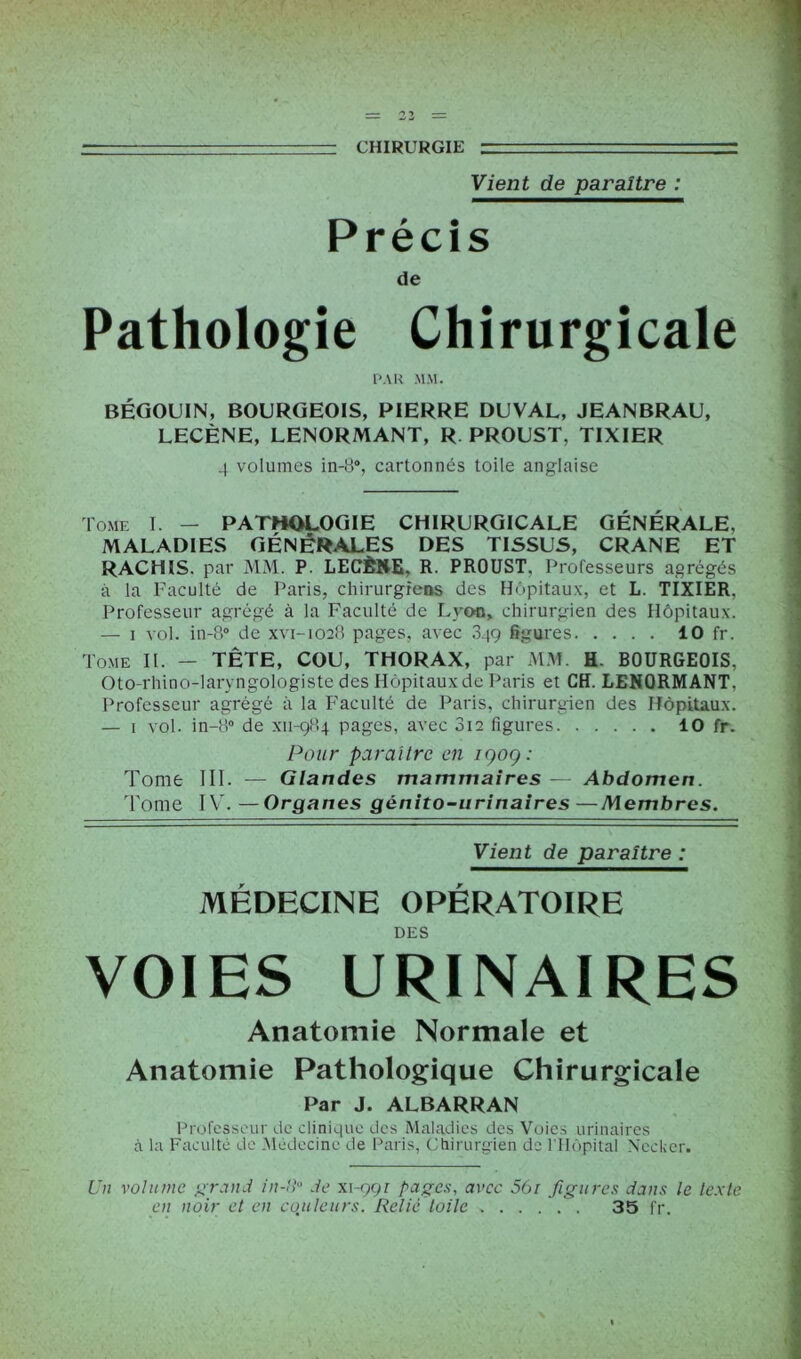 = 23 =
CHIRURGIE
Vient de paraître :
Précis
de
Pathologie Chirurgicale
PAR MM.
BÉGOUIN, BOURGEOIS, PIERRE DUVAL, JEANBRAU,
LECÈNE, LENORMANT, R. PROUST, TIXIER
4 volumes in-8°, cartonnés toile anglaise
TOME I. — PATHOLOGIE CHIRURGICALE GÉNÉRALE,
MALADIES GÉNÉRALES DES TISSUS, CRANE ET
RACHIS. par MM. P. LECÈNE, R. PROUST, Professeurs agrégés
à la Faculté de Paris, chirurgiens des Hôpitaux, et L. TIXIER,
Professeur agrégé à la Faculté de Lyon, chirurgien des Hôpitaux.
— 1 vol. in-8° de XVI-1028 pages, avec 349 figures. . . . . 10 fr.
TOME II. — TÊTE, COU, THORAX, par MM. H. BOURGEOIS,
Oto-rhino-laryngologiste des Hôpitaux de Paris et CH. LENORMANT,
Professeur agrégé à la Faculté de Paris, chirurgien des Hôpitaux.
— 1 vol. in-8° de XII-984 pages, avec 312 figures. . . . . . . 10 fr.
Pour paraître en 1909 :
Tome III. — Glandes mammaires — Abdomen.
Tome IV. — Organes génito-urinaires — Membres.
Vient de paraître :
MÉDECINE OPÉRATOIRE
DES
VOIES URINAIRES
Anatomie Normale et
Anatomie Pathologique Chirurgicale
Par J. ALBARRAN
Professeur de clinique des Maladies des Voies urinaires
à la Faculté de Médecine de Paris, Chirurgien de l'Hôpital Necker.
Un volume grand in-8° de XI-991 pages, avec 561 figures dans le texte
en noir et en couleurs. Relié toile . . . . . . 35 fr.